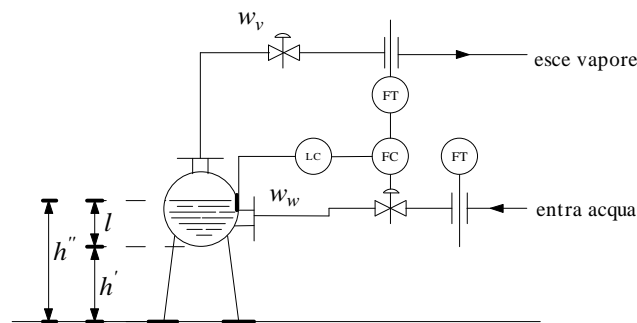 w_v
esce vapore
FT
LC
FC
FT
w_w
entra acqua
l
h''
h'